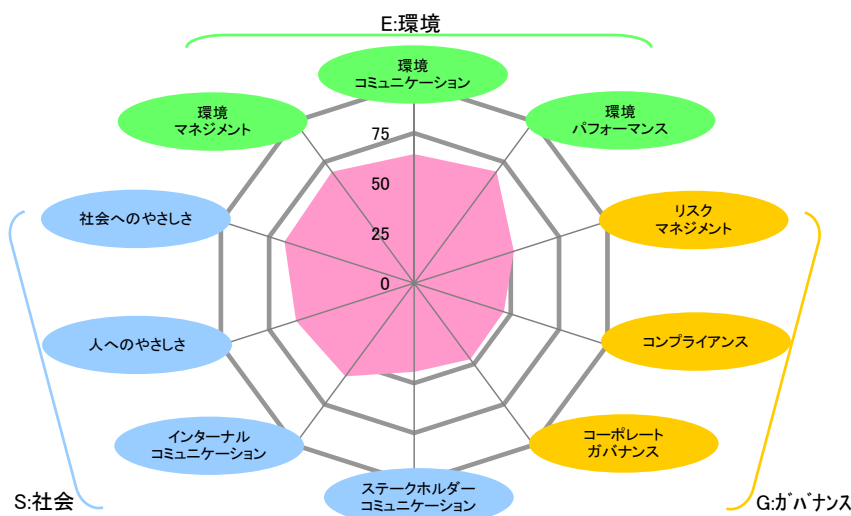 E:環境
環境
コミュニケーション
環境
マネジメント
環境
パフォーマンス
75
50
25
0
社会へのやさしさ
リスク
マネジメント
人へのやさしさ
コンプライアンス
インターナル
コミュニケーション
コーポレート
ガバナンス
ステークホルダー
コミュニケーション
S:社会
G:ガバナンス